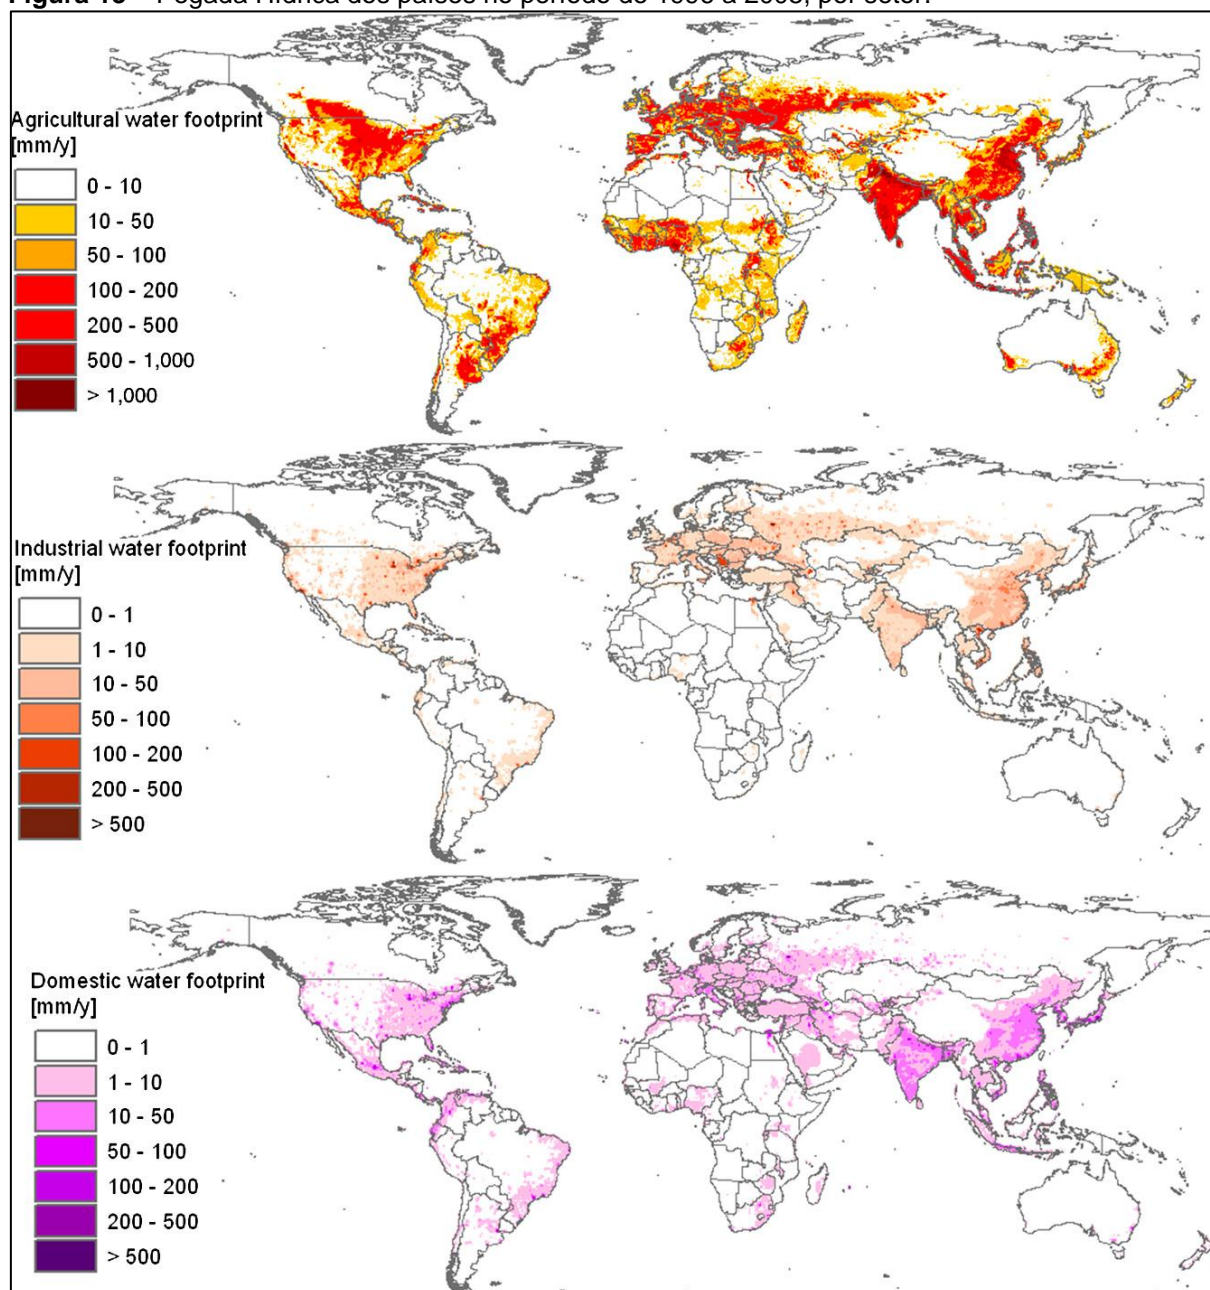 Figura – Pegada Hídrica dos países no período de 1996 a 2005, por setor.
Agricultural water footprint
[mm/y]
0 - 10
10 - 50
50 - 100
100 - 200
200 - 500
500 - 1,000
> 1,000
Industrial water footprint
[mm/y]
0 - 1
1 - 10
10 - 50
50 - 100
100 - 200
200 - 500
> 500
Domestic water footprint
[mm/y]
0 - 1
1 - 10
10 - 50
50 - 100
100 - 200
200 - 500
> 500